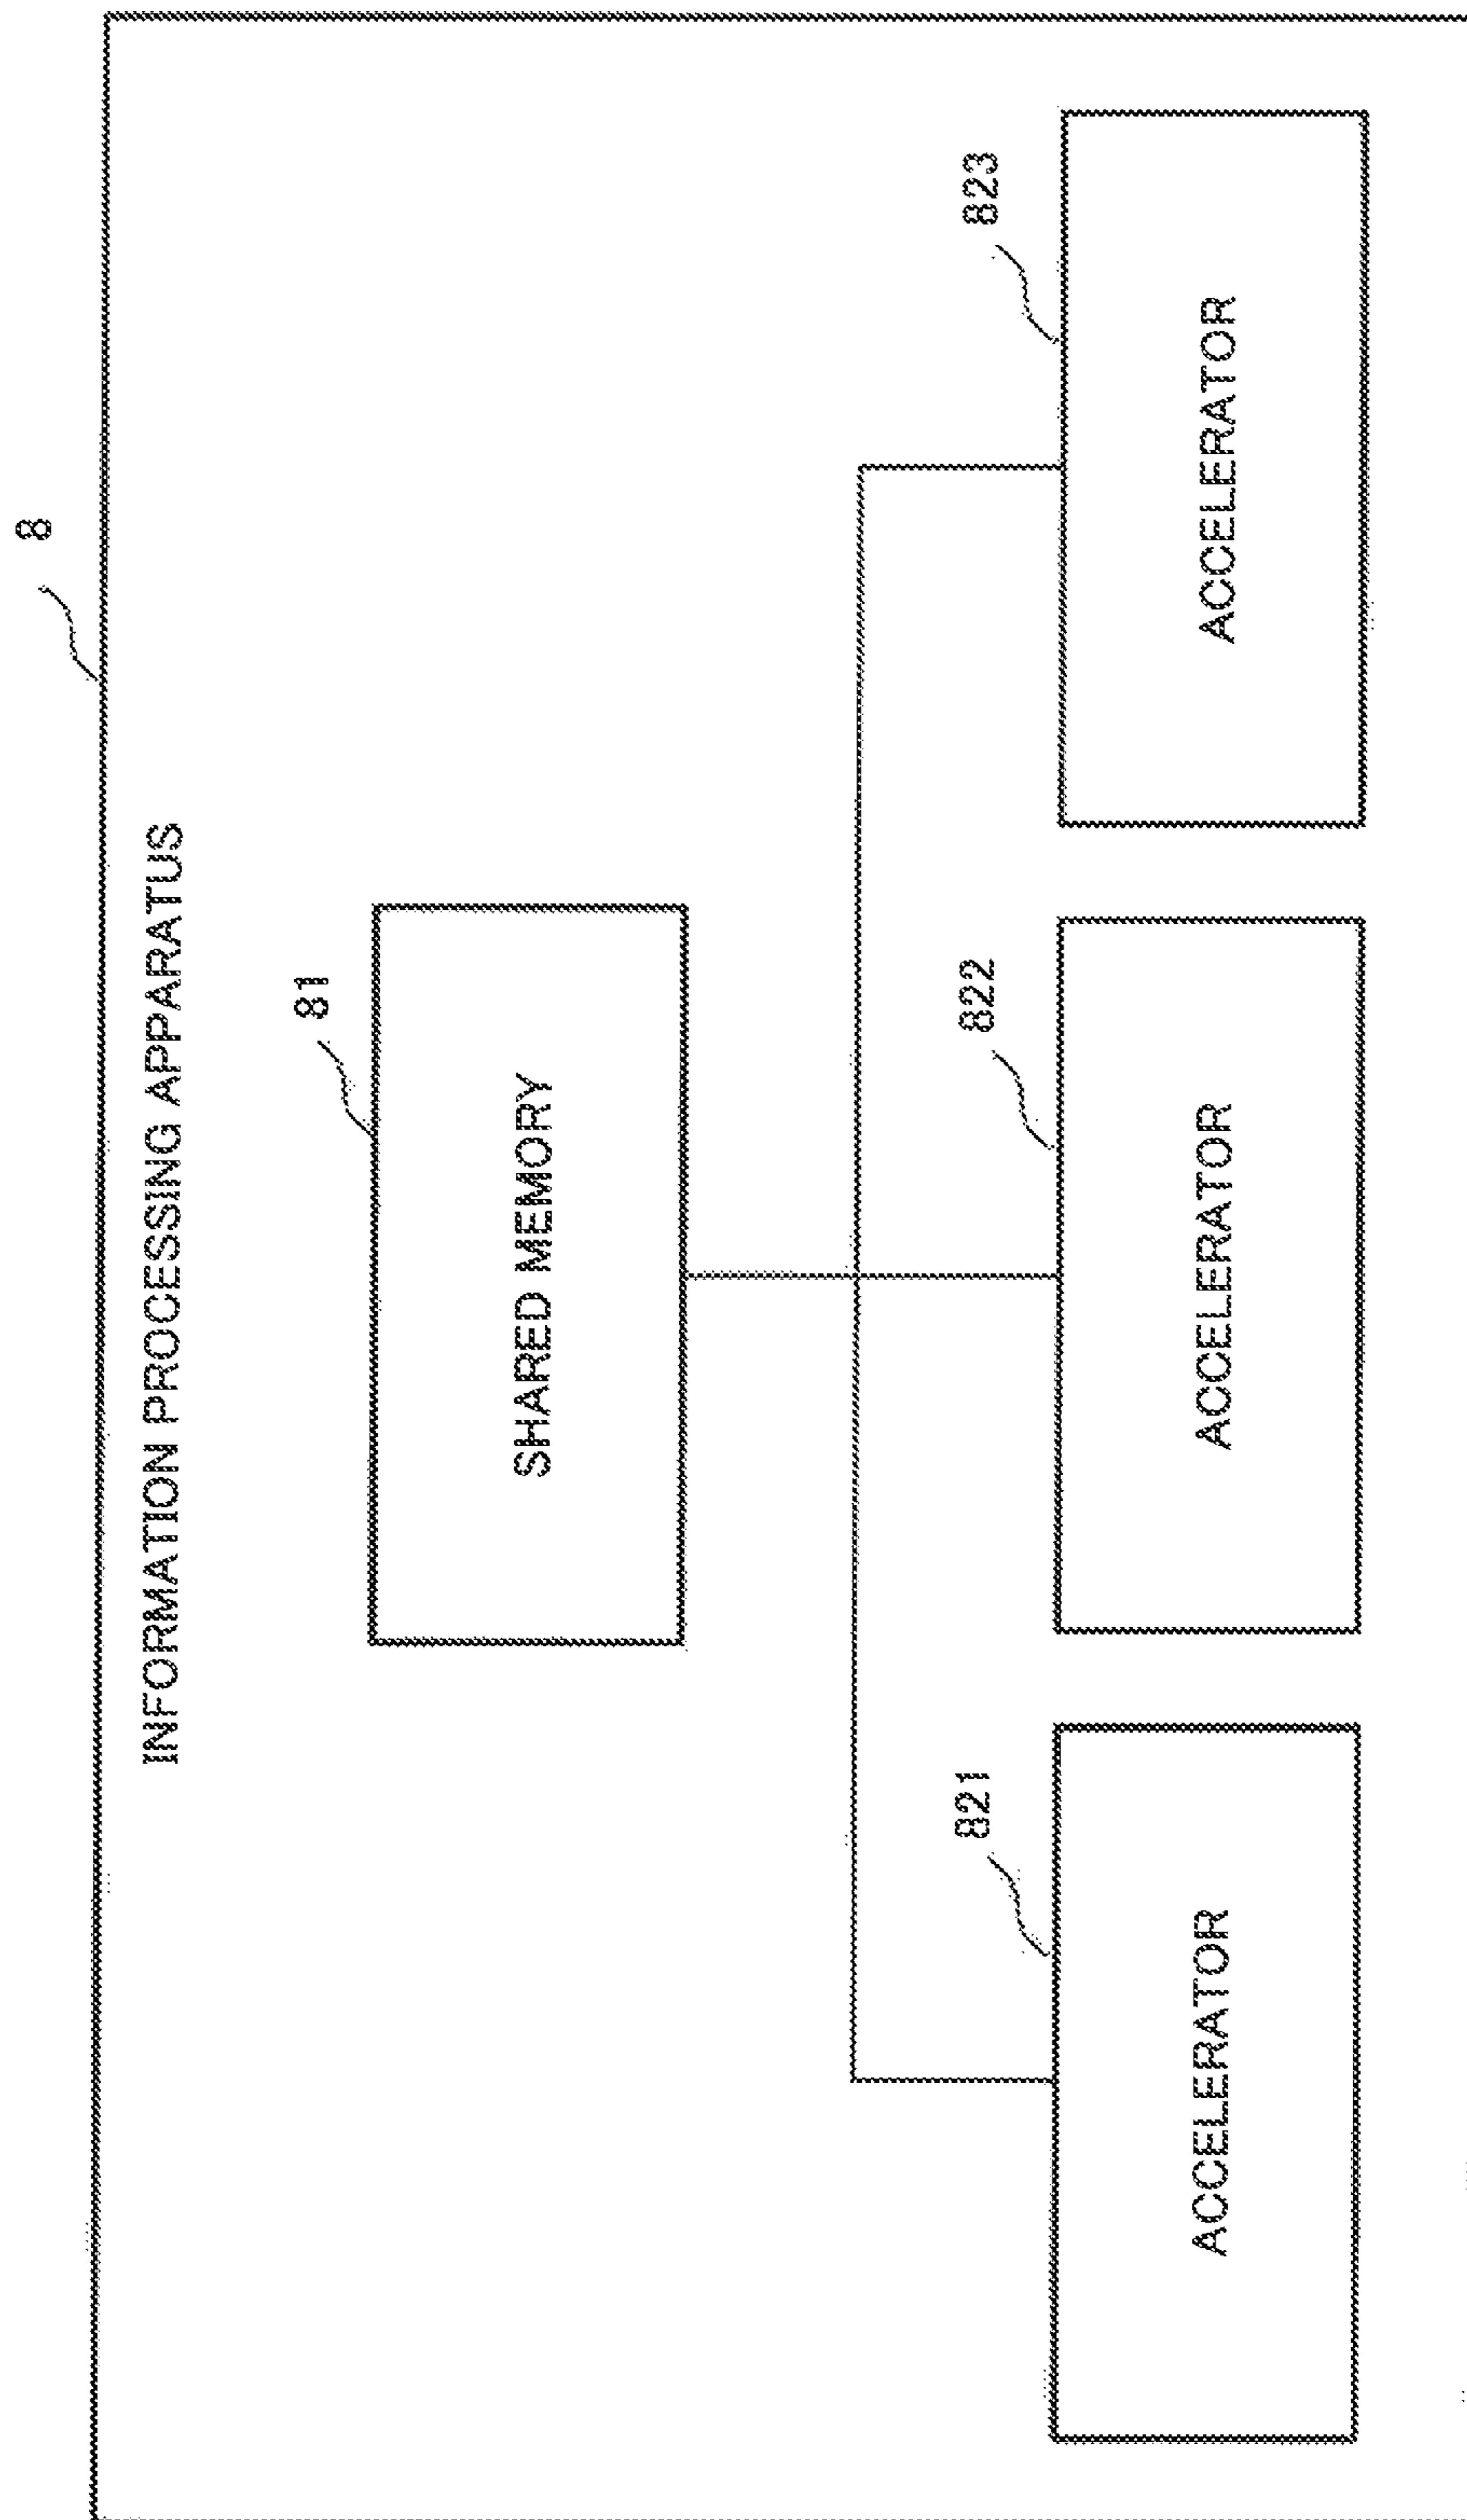 8
INFORMATION PROCESSING APPARATUS
81
SHARED MEMORY
821
822
823
ACCELERATOR
ACCELERATOR
ACCELERATOR